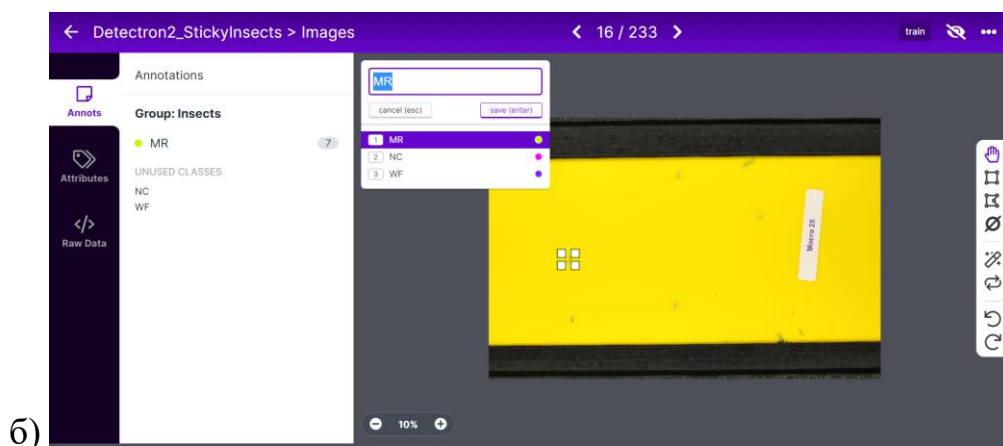 Detectron2_StickyInsects > Images
16 / 233
train
Annots
Attributes
</>
Raw Data
Annotations
Group: Insects
MR 7
UNUSED CLASSES
NC
WF
MR
cancel (esc) save (enter)
1 MR
2 NC
3 WF
Macro 29
10%
б)